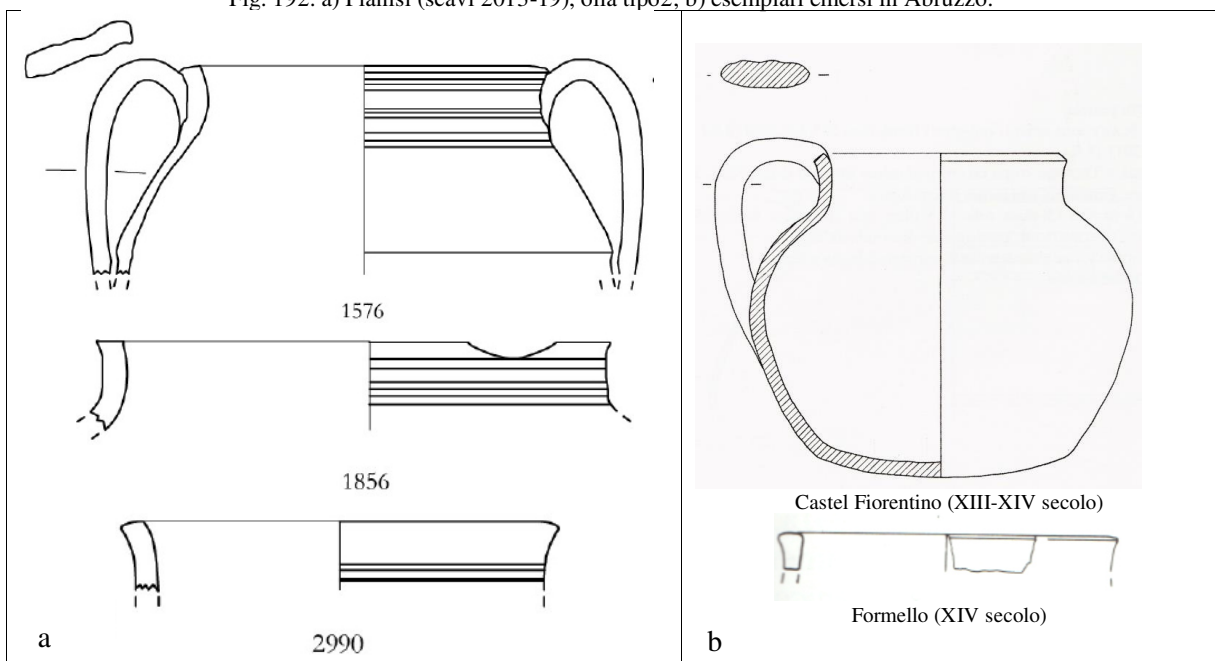 Fig. 192. a) Pianisi (scavi 2013-19), olla tipo2; b) esemplari emersi in Abruzzo.
1576
1856
2990
a
Castel Fiorentino (XIII-XIV secolo)
Formello (XIV secolo)
b